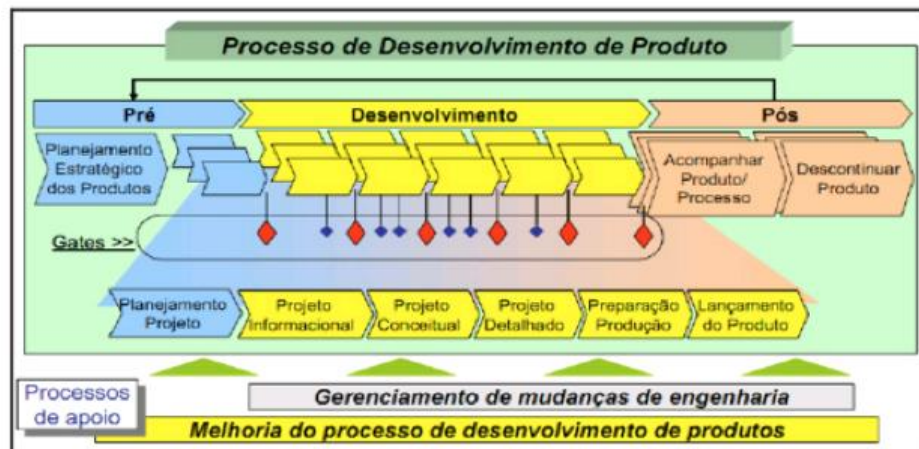 Processo de Desenvolvimento de Produto
Pré
Desenvolvimento
Pós
Planejamento
Estratégico
dos Produtos
Acompanhar
Produto/
Processo
Descontinuar
Produto
Gates >>
Planejamento
Projeto
Projeto
Informacional
Projeto
Conceitual
Projeto
Detalhado
Preparação
Produção
Lançamento
do Produto
Processos
de apoio
Gerenciamento de mudanças de engenharia
Melhoria do processo de desenvolvimento de produtos